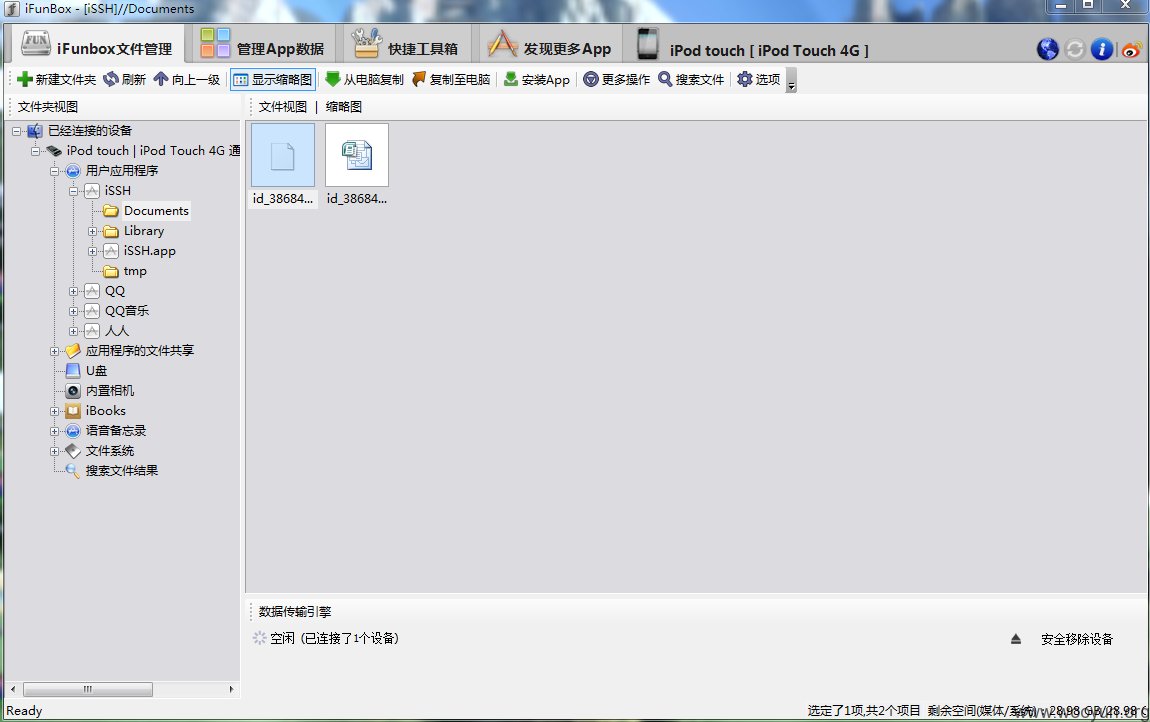 iFunBox - [iSSH]//Documents
iFunbox文件管理 管理App数据 快捷工具箱 发现更多App iPod touch [ iPod Touch 4G ]
新建文件夹 刷新 向上一级 显示缩略图 从电脑复制 复制至电脑 安装App 更多操作 搜索文件 选项
文件夹视图
文件视图 | 缩略图
已经连接的设备
iPod touch | iPod Touch 4G 通
用户应用程序
iSSH
Documents
Library
iSSH.app
tmp
QQ
QQ音乐
人人
应用程序的文件共享
U盘
内置相机
iBooks
语音备忘录
文件系统
搜索文件结果
id_38684... id_38684...
数据传输引擎
空闲 (已连接了1个设备)
安全移除设备
Ready
选定了1项,共2个项目 剩余空间(媒体/系统): 28.98 GB/28.98 (
www.wooyun.org